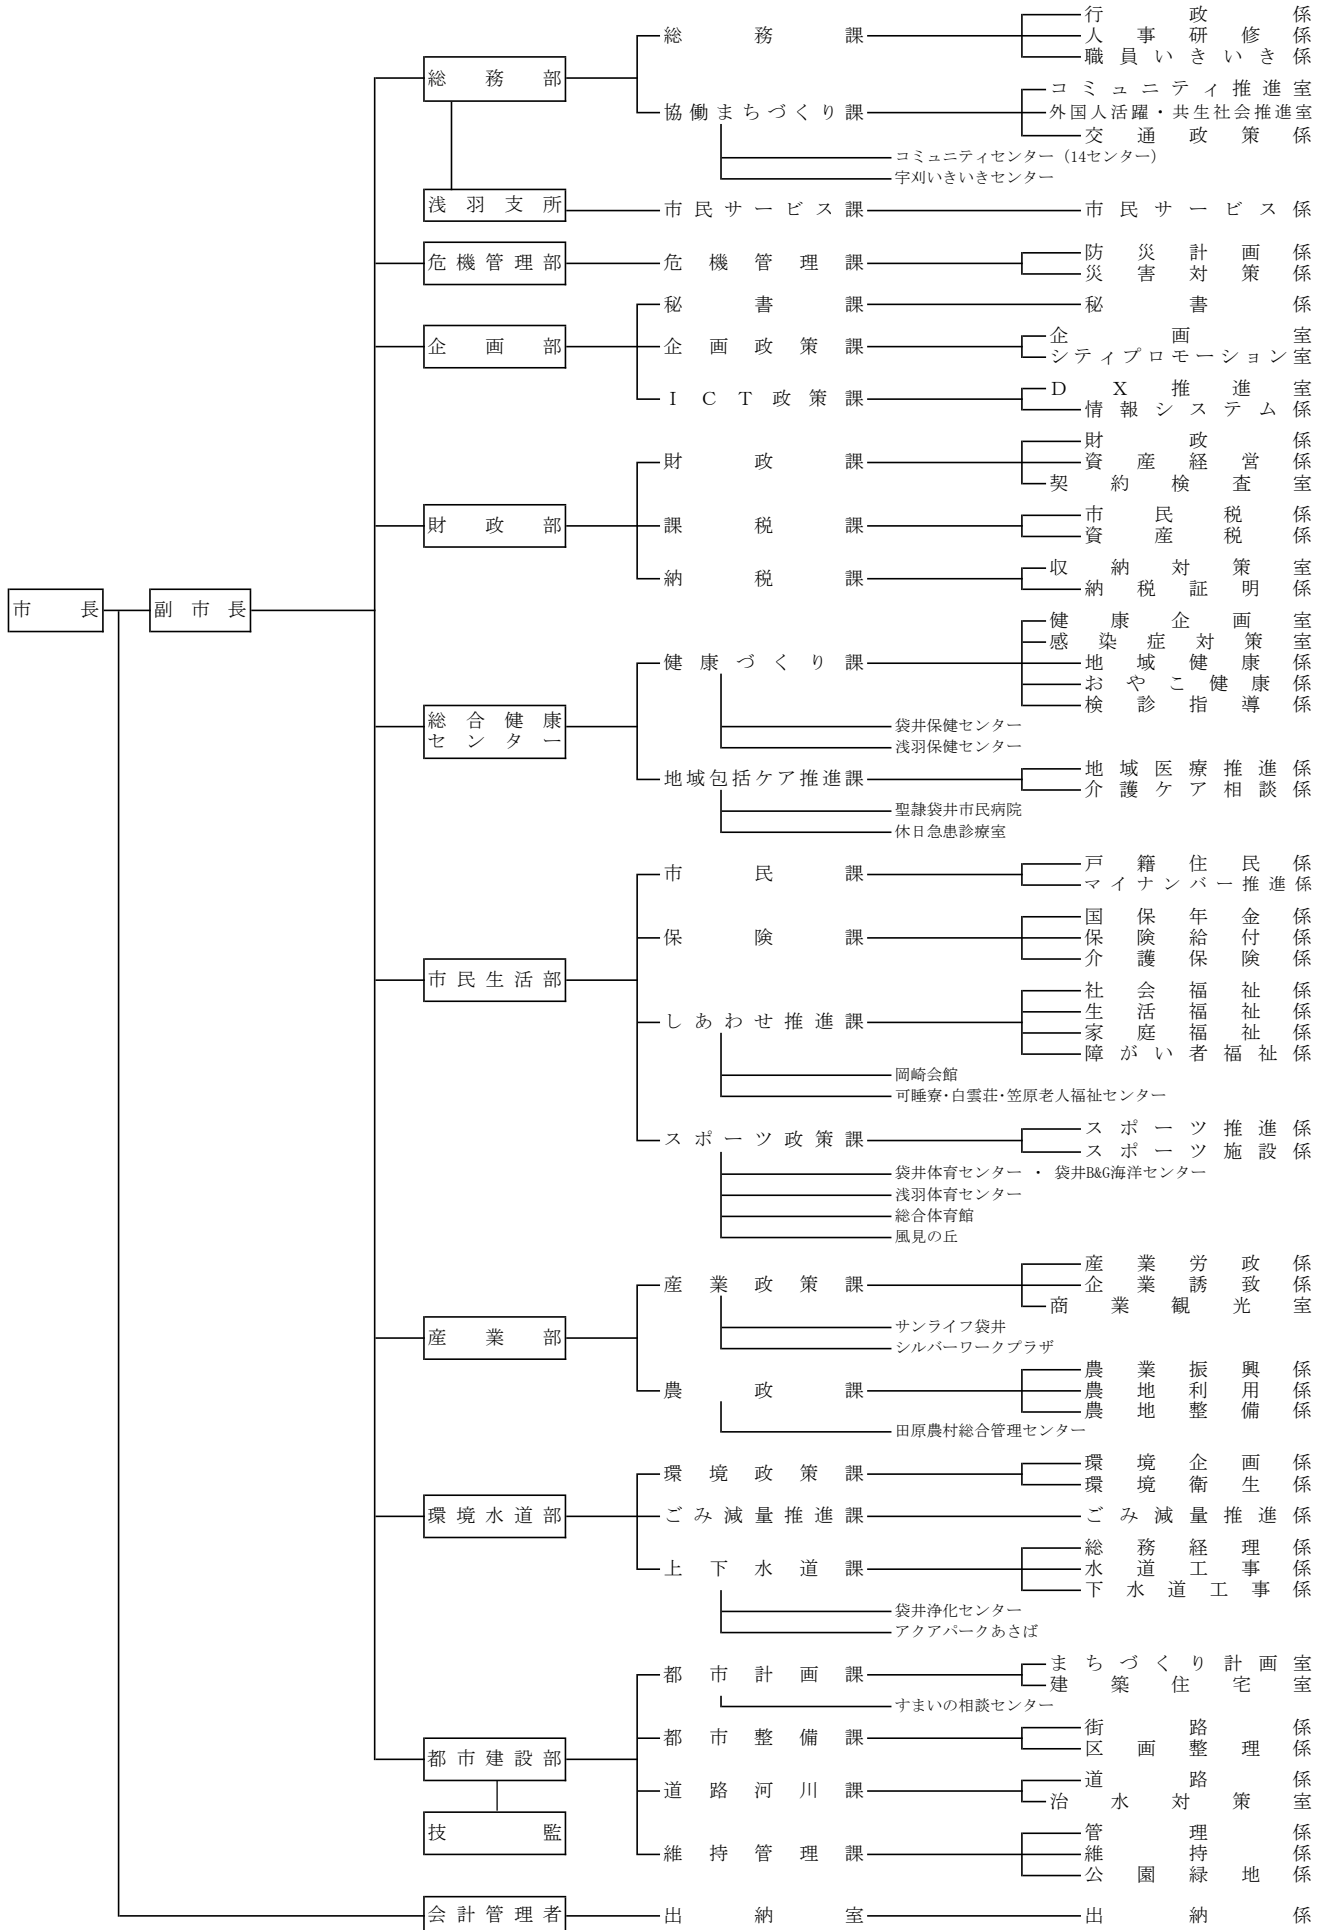 行政係
総務課
人事研修係
職員いきいき係
総務部
コミュニティ推進室
協働まちづくり課
外国人活躍・共生社会推進室
交通政策係
コミュニティセンター（14センター）
宇刈いきいきセンター
浅羽支所
市民サービス課
市民サービス係
防災計画係
危機管理部
危機管理課
災害対策係
秘書課
秘書係
企画部
企画政策課
企画室
シティプロモーション室
ＩＣＴ政策課
ＤＸ推進室
情報システム係
財政係
財政課
資産経営係
契約検査室
財政部
課税課
市民税係
資産税係
納税課
収納対策室
納税証明係
市長
副市長
健康企画室
感染症対策室
健康づくり課
地域健康係
おやこ健康係
検診指導係
総合健康
センター
袋井保健センター
浅羽保健センター
地域包括ケア推進課
地域医療推進係
介護ケア相談係
聖隷袋井市民病院
休日急患診療室
市民課
戸籍住民係
マイナンバー推進係
国保年金係
保険課
保険給付係
介護保険係
市民生活部
社会福祉係
生活福祉係
しあわせ推進課
家庭福祉係
障がい者福祉係
岡崎会館
可睡寮･白雲荘･笠原老人福祉センター
スポーツ政策課
スポーツ推進係
スポーツ施設係
袋井体育センター ・ 袋井B&G海洋センター
浅羽体育センター
総合体育館
風見の丘
産業労政係
産業政策課
企業誘致係
商業観光室
サンライフ袋井
産業部
シルバーワークプラザ
農業振興係
農政課
農地利用係
農地整備係
田原農村総合管理センター
環境政策課
環境企画係
環境衛生係
環境水道部
ごみ減量推進課
ごみ減量推進係
総務経理係
上下水道課
水道工事係
下水道工事係
袋井浄化センター
アクアパークあさば
都市計画課
まちづくり計画室
建築住宅室
すまいの相談センター
都市整備課
街路係
区画整理係
都市建設部
道路河川課
道路係
治水対策室
技監
管理係
維持管理課
維持係
公園緑地係
会計管理者
出納室
出納係